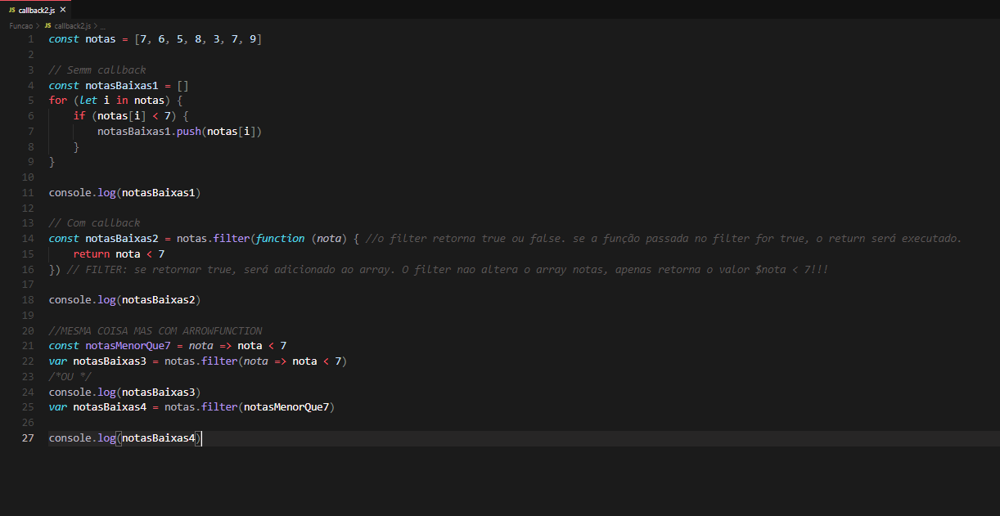 JS callback2.js ×
Funcao > JS callback2.js > ...
1 const notas = [7, 6, 5, 8, 3, 7, 9]
2
3 // Semm callback
4 const notasBaixas1 = []
5 for (let i in notas) {
6     if (notas[i] < 7) {
7         notasBaixas1.push(notas[i])
8     }
9 }
10
11 console.log(notasBaixas1)
12
13 // Com callback
14 const notasBaixas2 = notas.filter(function (nota) { //o filter retorna true ou false. se a função passada no filter for true, o return será executado.
15     return nota < 7
16 }) // FILTER: se retornar true, será adicionado ao array. O filter nao altera o array notas, apenas retorna o valor $nota < 7!!!
17
18 console.log(notasBaixas2)
19
20 //MESMA COISA MAS COM ARROWFUNCTION
21 const notasMenorQue7 = nota => nota < 7
22 var notasBaixas3 = notas.filter(nota => nota < 7)
23 /*OU */
24 console.log(notasBaixas3)
25 var notasBaixas4 = notas.filter(notasMenorQue7)
26
27 console.log(notasBaixas4)